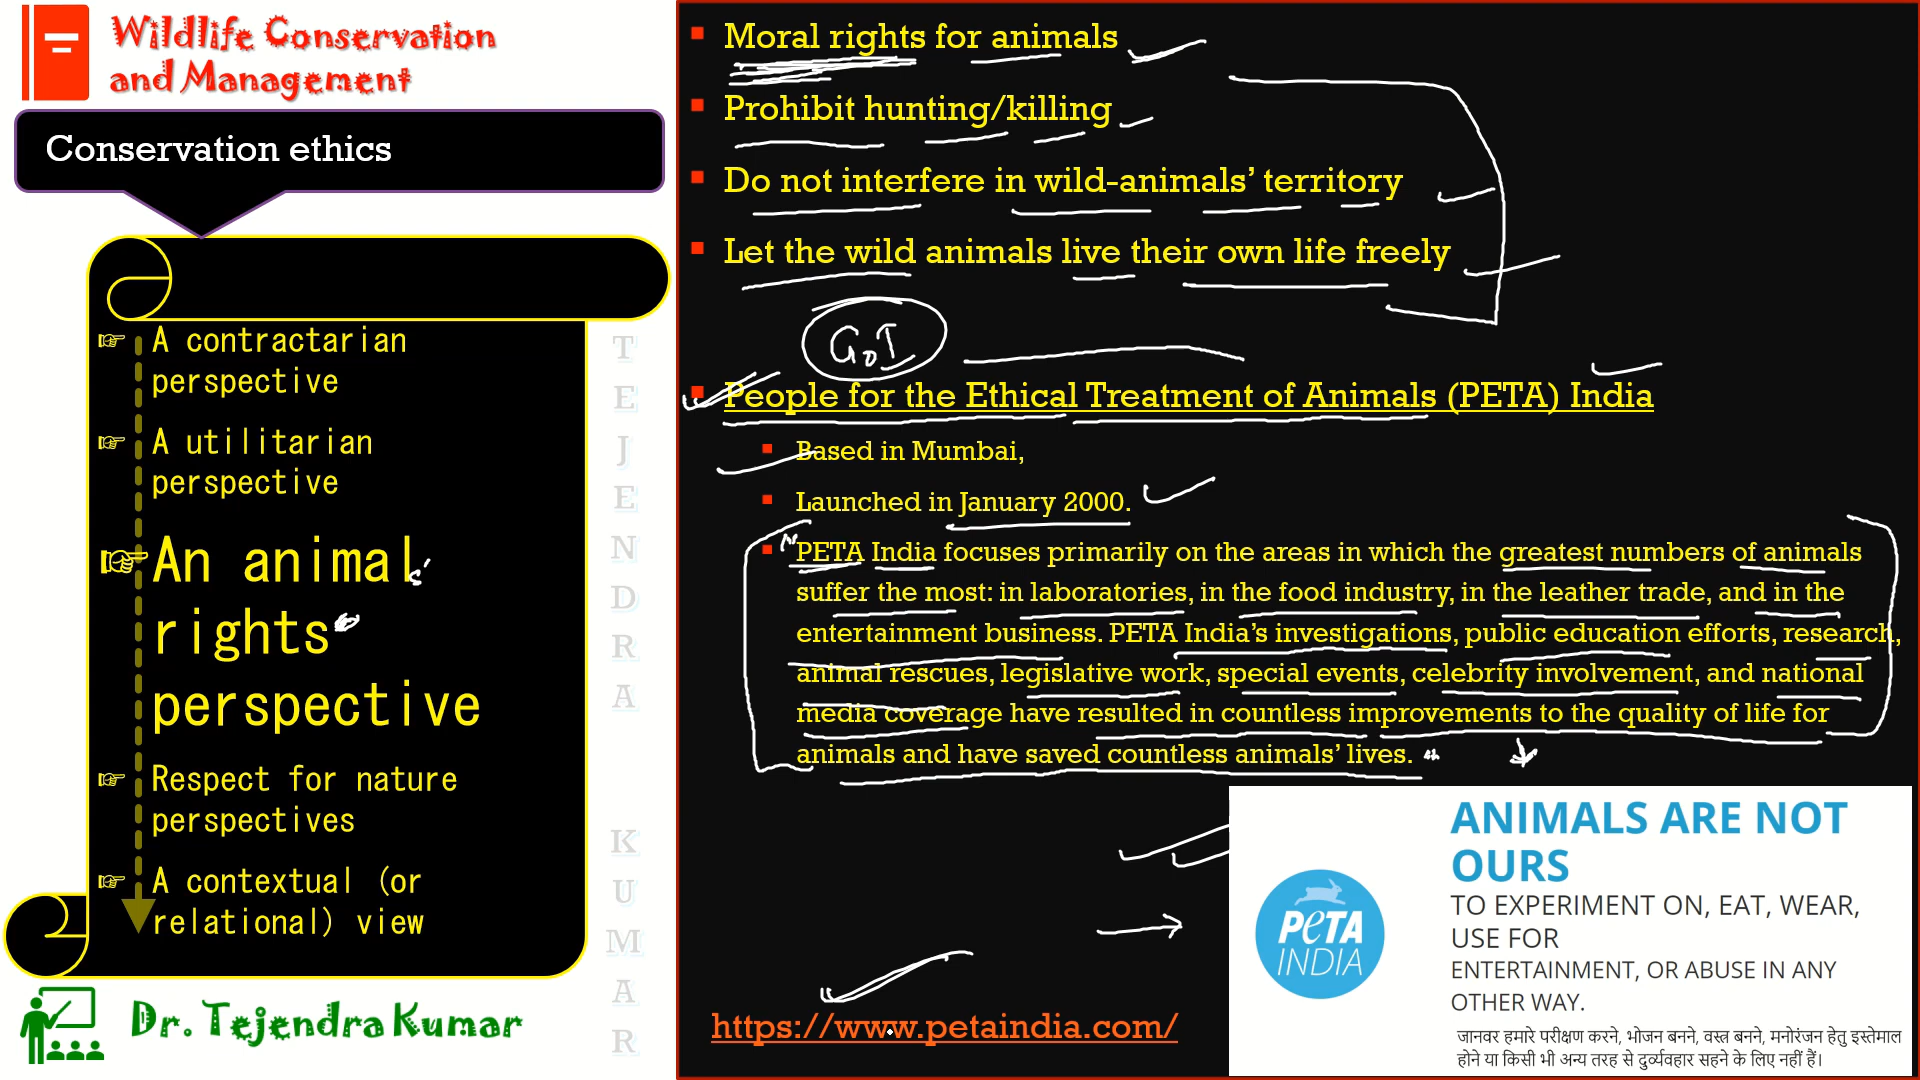 Wildlife Conservation
and Management
Conservation ethics
A contractarian
perspective
A utilitarian
perspective
An animal s'
rights
perspective
Respect for nature
perspectives
A contextual (or
relational) view
Dr. Tejendra Kumar
TEJENDRA KUMAR
Moral rights for animals
Prohibit hunting/killing
Do not interfere in wild-animals’ territory
Let the wild animals live their own life freely
GoI
People for the Ethical Treatment of Animals (PETA) India
Based in Mumbai,
Launched in January 2000.
"PETA India focuses primarily on the areas in which the greatest numbers of animals
suffer the most: in laboratories, in the food industry, in the leather trade, and in the
entertainment business. PETA India’s investigations, public education efforts, research,
animal rescues, legislative work, special events, celebrity involvement, and national
media coverage have resulted in countless improvements to the quality of life for
animals and have saved countless animals’ lives."
https://www.petaindia.com/
PETA
INDIA
ANIMALS ARE NOT
OURS
TO EXPERIMENT ON, EAT, WEAR,
USE FOR
ENTERTAINMENT, OR ABUSE IN ANY
OTHER WAY.
जानवर हमारे परीक्षण करने, भोजन बनने, वस्त्र बनने, मनोरंजन हेतु इस्तेमाल
होने या किसी भी अन्य तरह से दुर्व्यवहार सहने के लिए नहीं हैं।